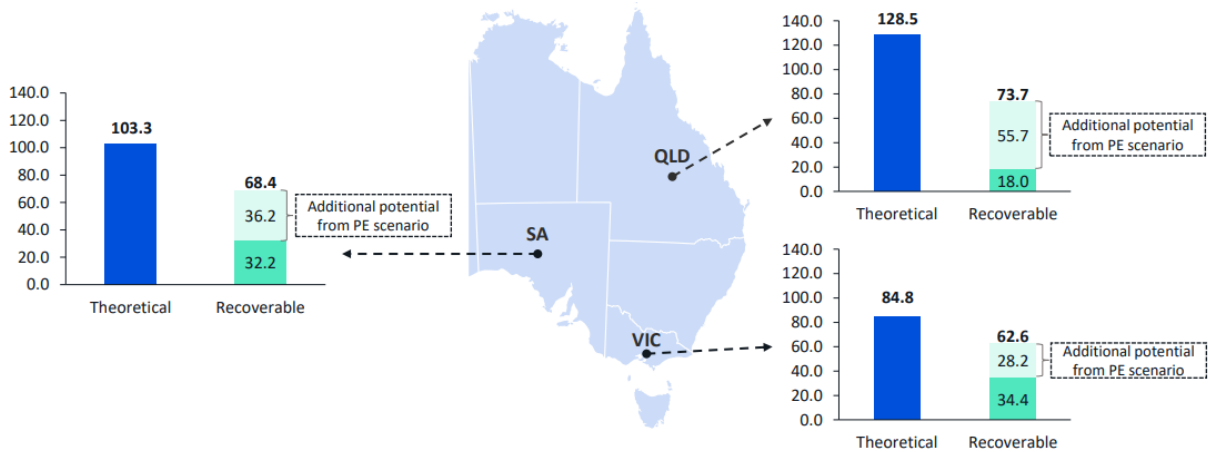 140.0
120.0
100.0
80.0
60.0
40.0
20.0
0.0
103.3
68.4
36.2
32.2
Additional potential
from PE scenario
Theoretical
Recoverable
SA
QLD
VIC
140.0
120.0
100.0
80.0
60.0
40.0
20.0
0.0
128.5
73.7
55.7
18.0
Additional potential
from PE scenario
Theoretical
Recoverable
140.0
120.0
100.0
80.0
60.0
40.0
20.0
0.0
84.8
62.6
28.2
34.4
Additional potential
from PE scenario
Theoretical
Recoverable